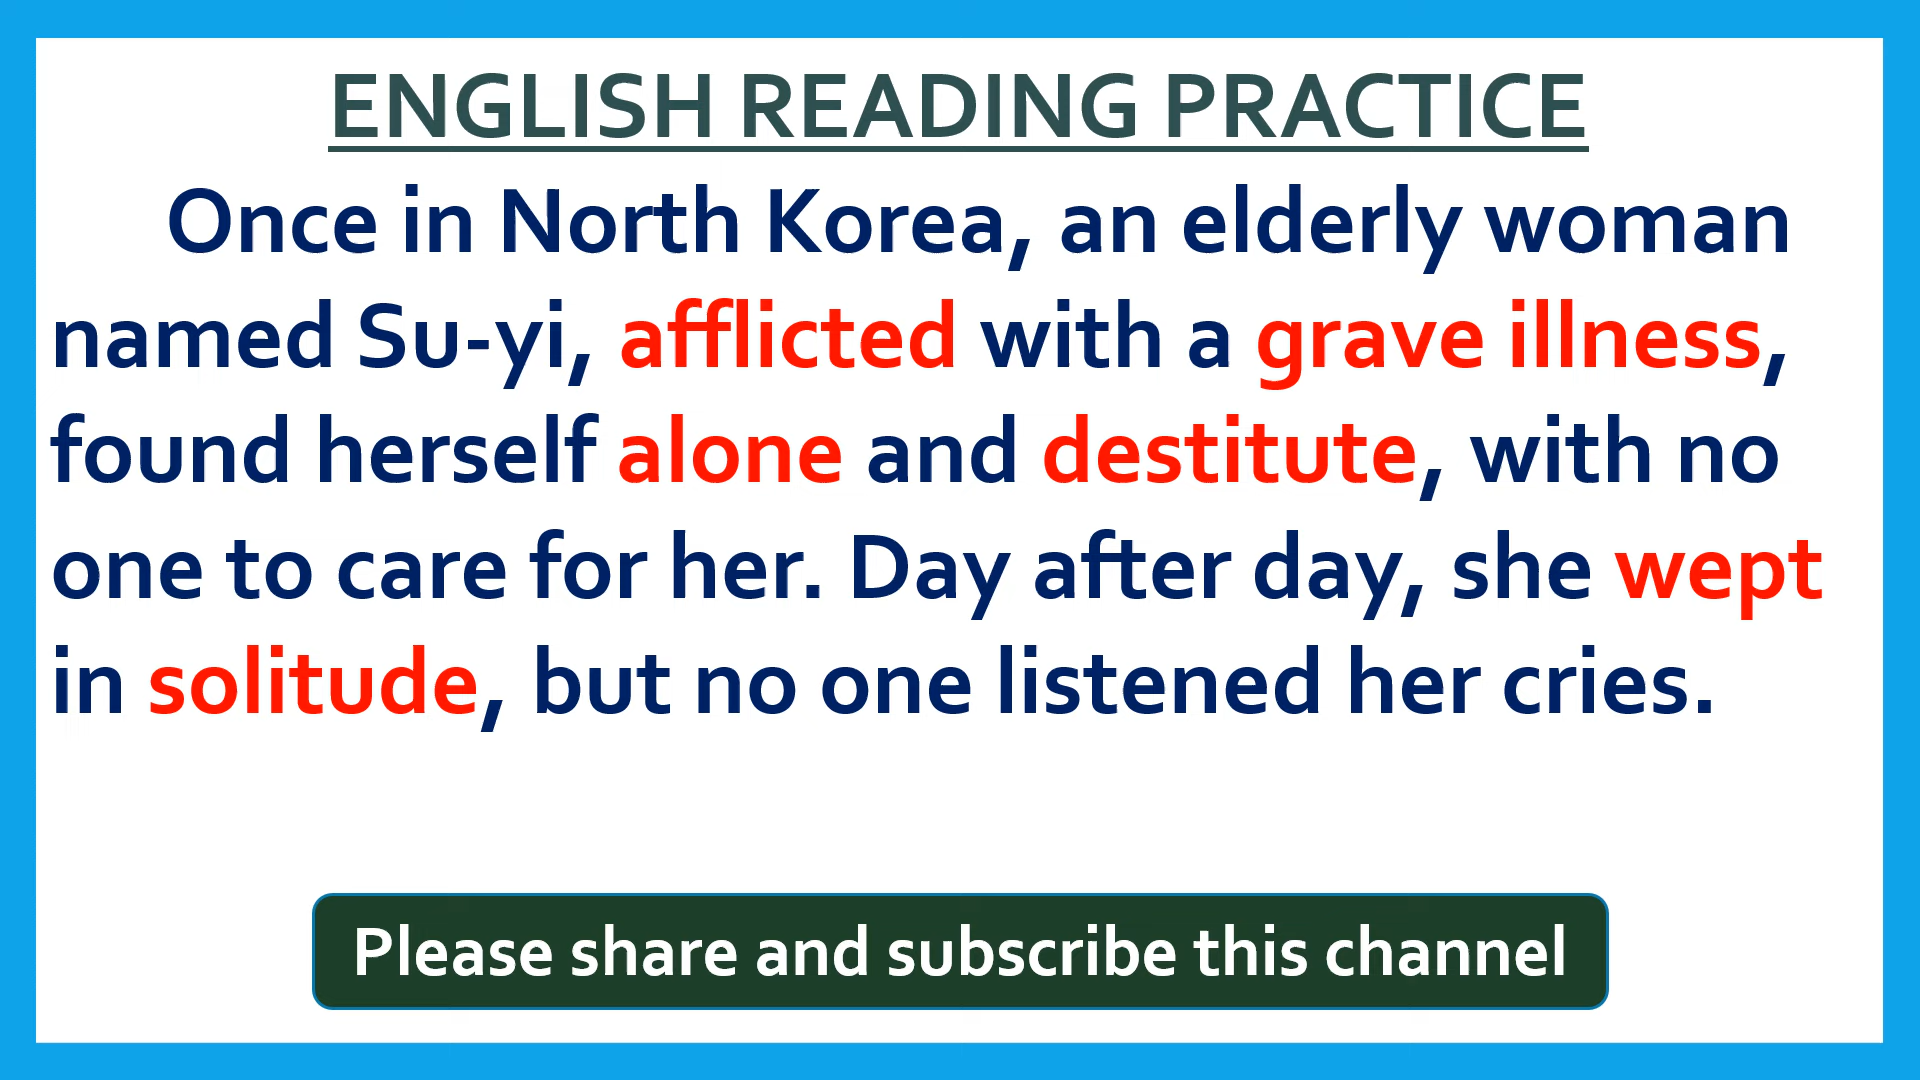 ENGLISH READING PRACTICE
Once in North Korea, an elderly woman
named Su-yi, afflicted with a grave illness,
found herself alone and destitute, with no
one to care for her. Day after day, she wept
in solitude, but no one listened her cries.
Please share and subscribe this channel